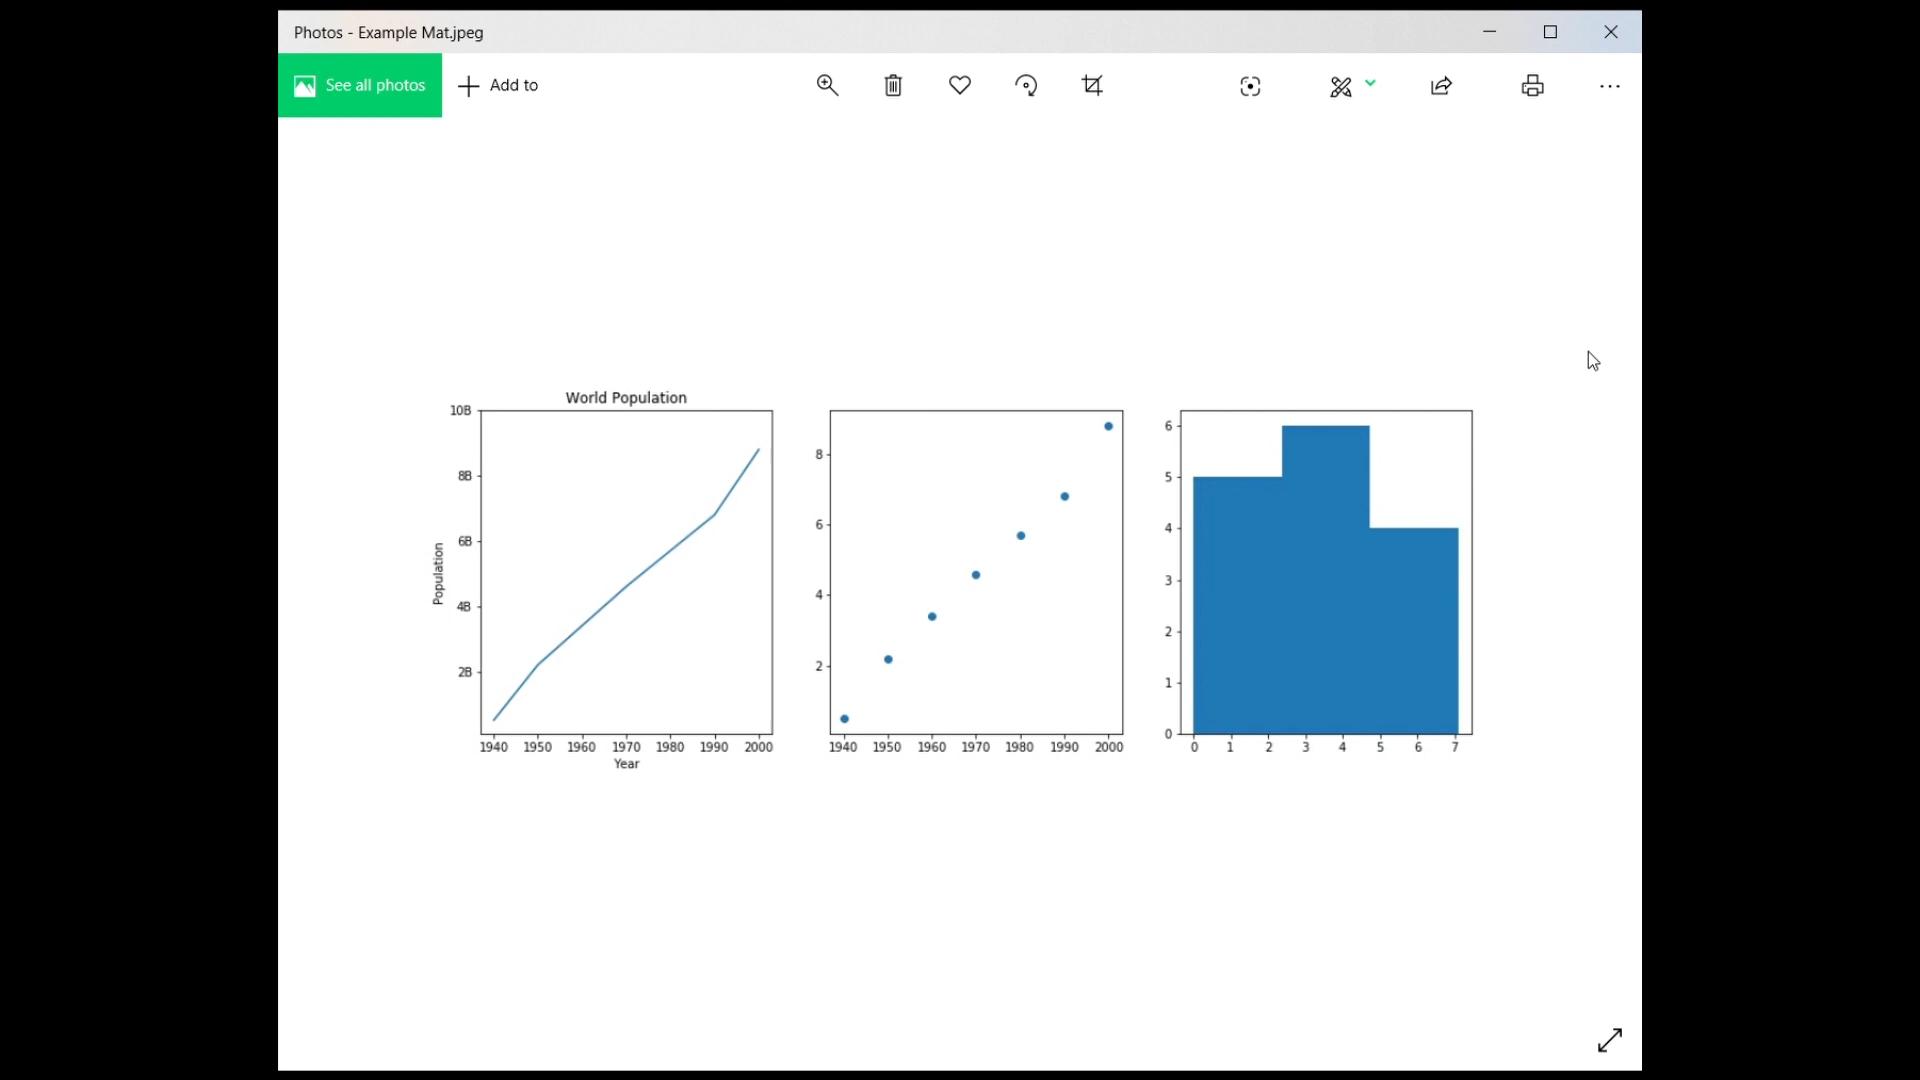 Photos - Example Mat.jpeg
See all photos
Add to
World Population
10B
8B
6B
4B
2B
Population
1940 1950 1960 1970 1980 1990 2000
Year
8
6
4
2
1940 1950 1960 1970 1980 1990 2000
6
5
4
3
2
1
0
0 1 2 3 4 5 6 7